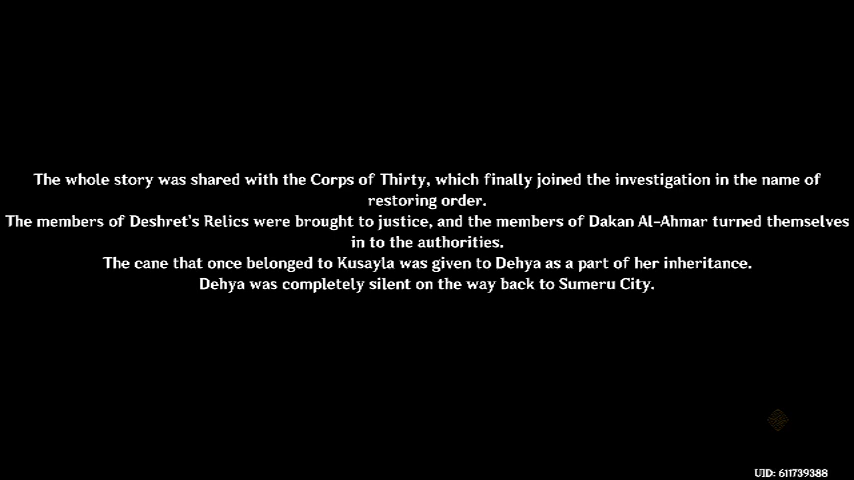 The whole story was shared with the Corps of Thirty, which finally joined the investigation in the name of
restoring order.
The members of Deshret's Relics were brought to justice, and the members of Dakan Al-Ahmar turned themselves
in to the authorities.
The cane that once belonged to Kusayla was given to Dehya as a part of her inheritance.
Dehya was completely silent on the way back to Sumeru City.
UID: 611739388